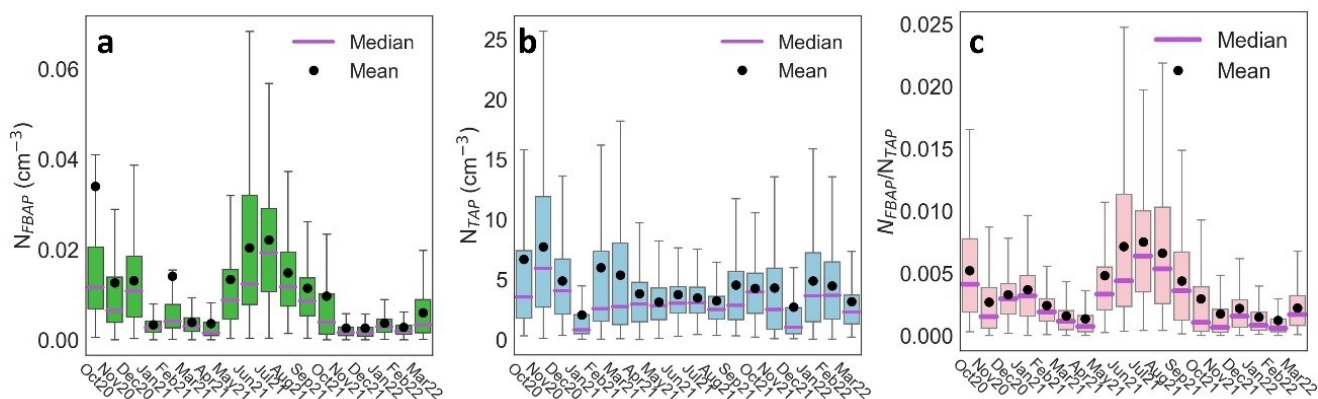 a
Median
Mean
N_FBAP (cm⁻³)
0.06
0.04
0.02
0.00
Oct20
Nov20
Dec20
Jan21
Feb21
Mar21
Apr21
May21
Jun21
Jul21
Aug21
Sep21
Oct21
Nov21
Dec21
Jan22
Feb22
Mar22
b
Median
Mean
N_TAP (cm⁻³)
25
20
15
10
5
0
Oct20
Nov20
Dec20
Jan21
Feb21
Mar21
Apr21
May21
Jun21
Jul21
Aug21
Sep21
Oct21
Nov21
Dec21
Jan22
Feb22
Mar22
c
Median
Mean
N_FBAP/N_TAP
0.025
0.020
0.015
0.010
0.005
0.000
Oct20
Nov20
Dec20
Jan21
Feb21
Mar21
Apr21
May21
Jun21
Jul21
Aug21
Sep21
Oct21
Nov21
Dec21
Jan22
Feb22
Mar22